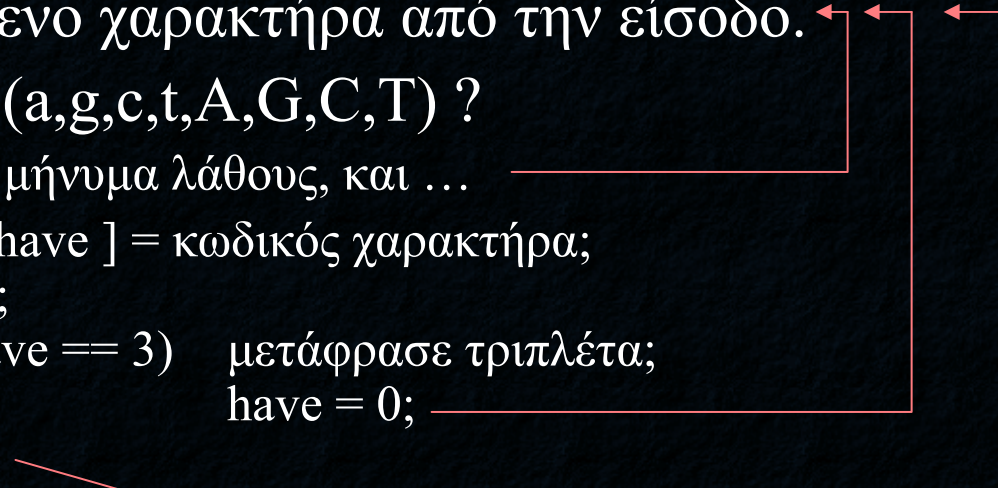 ενο χαρακτήρα από την είσοδο.
(a,g,c,t,A,G,C,T) ?
μήνυμα λάθους, και …
have ] = κωδικός χαρακτήρα;
;
ve == 3) μετάφρασε τριπλέτα;
have = 0;